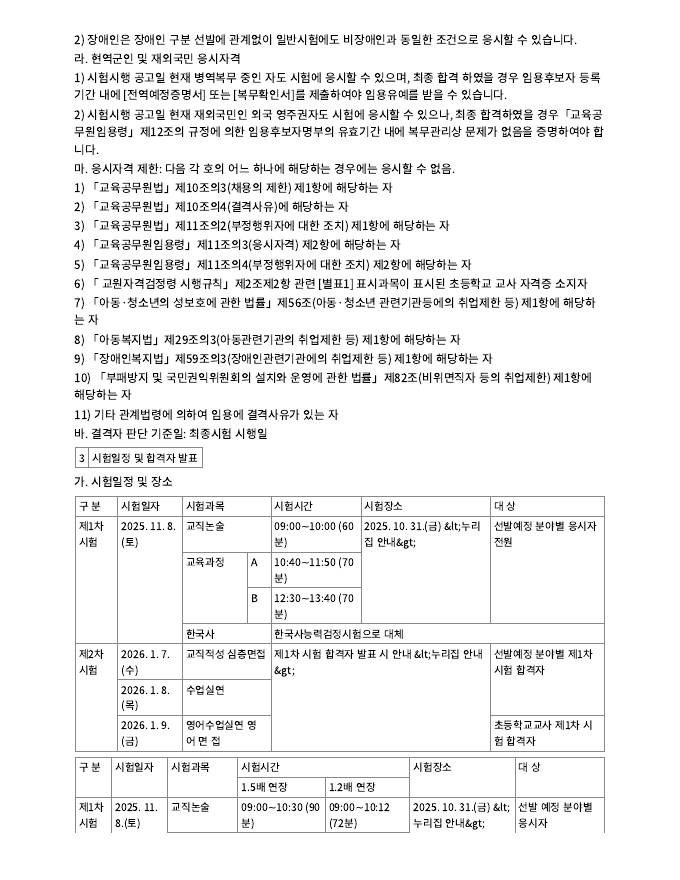 2) 장애인은 장애인 구분 선발에 관계없이 일반시험에도 비장애인과 동일한 조건으로 응시할 수 있습니다.
라. 현역군인 및 재외국민 응시자격
1) 시험시행 공고일 현재 병역복무 중인 자도 시험에 응시할 수 있으며, 최종 합격 하였을 경우 임용후보자 등록
기간 내에 [전역예정증명서] 또는 [복무확인서]를 제출하여야 임용유예를 받을 수 있습니다.
2) 시험시행 공고일 현재 재외국민인 외국 영주권자도 시험에 응시할 수 있으나, 최종 합격하였을 경우「교육공
무원임용령」제12조의 규정에 의한 임용후보자명부의 유효기간 내에 복무관리상 문제가 없음을 증명하여야 합
니다.
마. 응시자격 제한: 다음 각 호의 어느 하나에 해당하는 경우에는 응시할 수 없음.
1) 「교육공무원법」제10조의3(채용의 제한) 제1항에 해당하는 자
2) 「교육공무원법」제10조의4(결격사유)에 해당하는 자
3) 「교육공무원법」제11조의2(부정행위자에 대한 조치) 제1항에 해당하는 자
4) 「교육공무원임용령」제11조의3(응시자격) 제2항에 해당하는 자
5) 「교육공무원임용령」제11조의4(부정행위자에 대한 조치) 제2항에 해당하는 자
6) 「 교원자격검정령 시행규칙」제2조제2항 관련 [별표1] 표시과목이 표시된 초등학교 교사 자격증 소지자
7) 「아동·청소년의 성보호에 관한 법률」제56조(아동·청소년 관련기관등에의 취업제한 등) 제1항에 해당하
는 자
8) 「아동복지법」제29조의3(아동관련기관의 취업제한 등) 제1항에 해당하는 자
9) 「장애인복지법」제59조의3(장애인관련기관에의 취업제한 등) 제1항에 해당하는 자
10) 「부패방지 및 국민권익위원회의 설치와 운영에 관한 법률」제82조(비위면직자 등의 취업제한) 제1항에
해당하는 자
11) 기타 관계법령에 의하여 임용에 결격사유가 있는 자
바. 결격자 판단 기준일: 최종시험 시행일
3 시험일정 및 합격자 발표
가. 시험일정 및 장소
구 분 시험일자 시험과목 시험시간 시험장소 대 상
제1차 2025. 11. 8. 교직논술 09:00~10:00 (60 2025. 10. 31.(금) &lt;누리 선발예정 분야별 응시자
시험 (토) 분) 집 안내&gt; 전원
교육과정 A 10:40~11:50 (70
분)
B 12:30~13:40 (70
분)
한국사 한국사능력검정시험으로 대체
제2차 2026. 1. 7. 교직적성 심층면접 제1차 시험 합격자 발표 시 안내 &lt;누리집 안내 선발예정 분야별 제1차
시험 (수) &gt; 시험 합격자
2026. 1. 8. 수업실연
(목)
2026. 1. 9. 영어수업실연 영 초등학교교사 제1차 시
(금) 어 면 접 험 합격자
구 분 시험일자 시험과목 시험시간 시험장소 대 상
1.5배 연장 1.2배 연장
제1차 2025. 11. 교직논술 09:00~10:30 (90 09:00~10:12 2025. 10. 31.(금) &lt; 선발 예정 분야별
시험 8.(토) 분) (72분) 누리집 안내&gt; 응시자